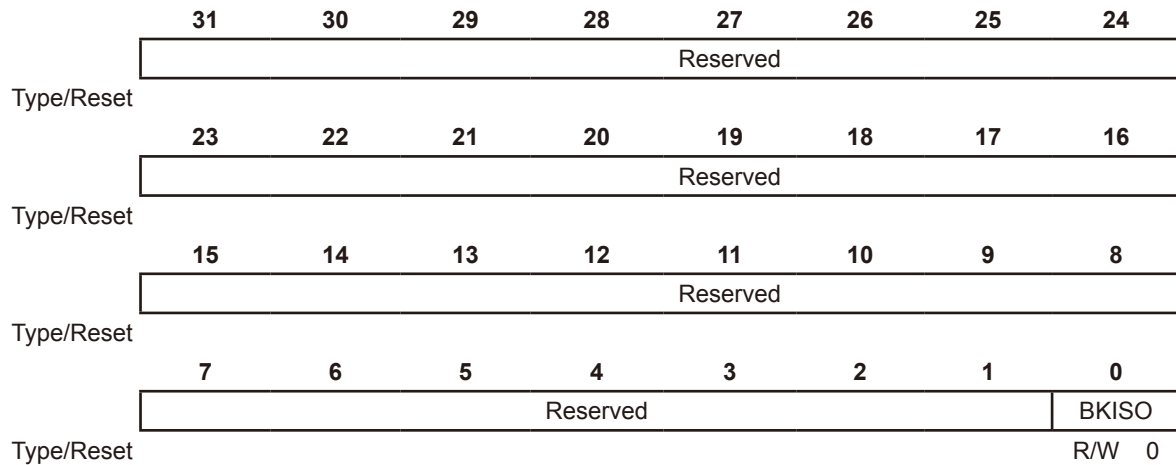 31 30 29 28 27 26 25 24
Reserved
Type/Reset
23 22 21 20 19 18 17 16
Reserved
Type/Reset
15 14 13 12 11 10 9 8
Reserved
Type/Reset
7 6 5 4 3 2 1 0
Reserved BKISO
Type/Reset R/W 0